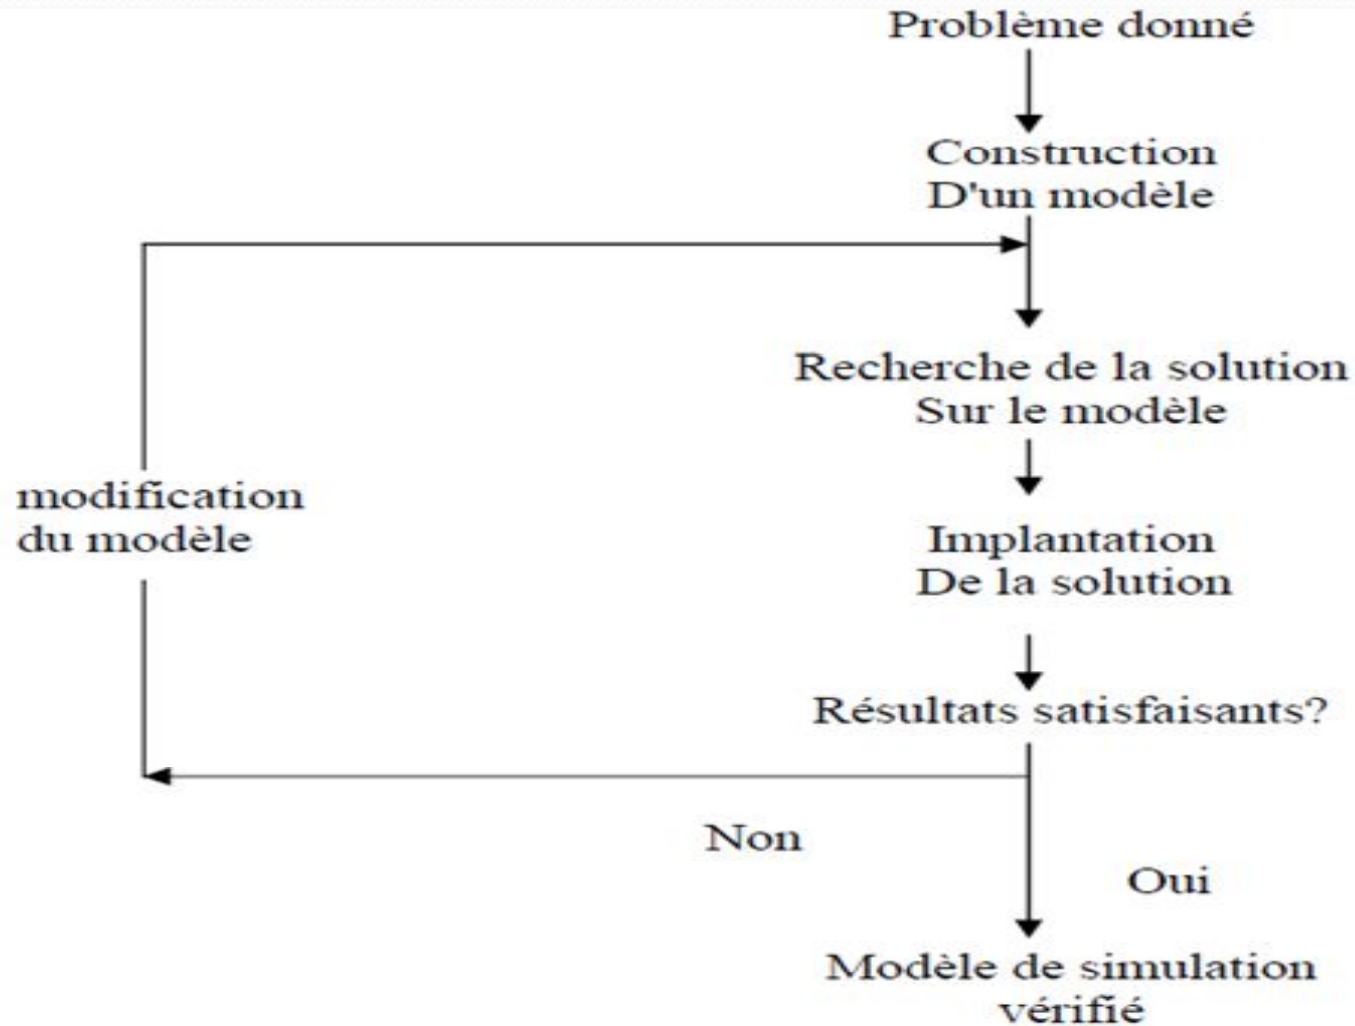 Problème donné
Construction
D'un modèle
Recherche de la solution
Sur le modèle
modification
du modèle
Implantation
De la solution
Résultats satisfaisants?
Non
Oui
Modèle de simulation
vérifié